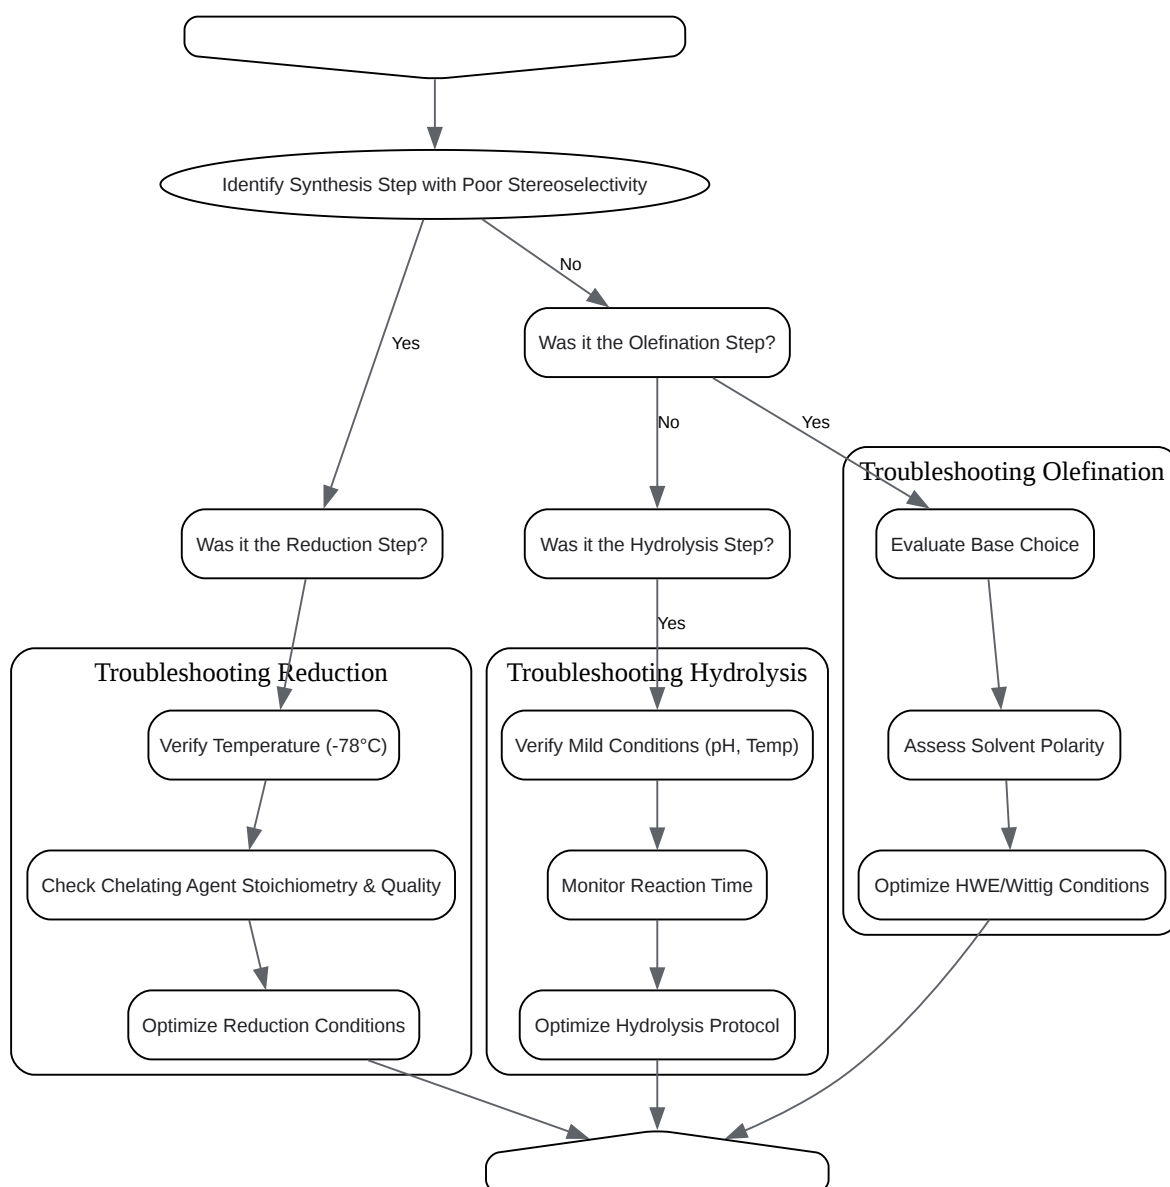 Identify Synthesis Step with Poor Stereoselectivity
No
Yes
Was it the Olefination Step?
No
Yes
Troubleshooting Olefination
Was it the Reduction Step?
Was it the Hydrolysis Step?
Evaluate Base Choice
Yes
Troubleshooting Reduction
Troubleshooting Hydrolysis
Verify Temperature (-78°C)
Verify Mild Conditions (pH, Temp)
Assess Solvent Polarity
Check Chelating Agent Stoichiometry & Quality
Monitor Reaction Time
Optimize HWE/Wittig Conditions
Optimize Reduction Conditions
Optimize Hydrolysis Protocol